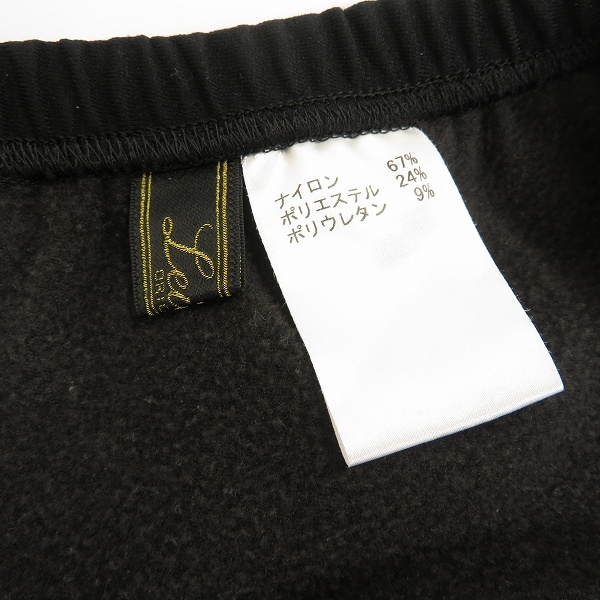 ナイロン 67%
ポリエステル 24%
ポリウレタン 9%